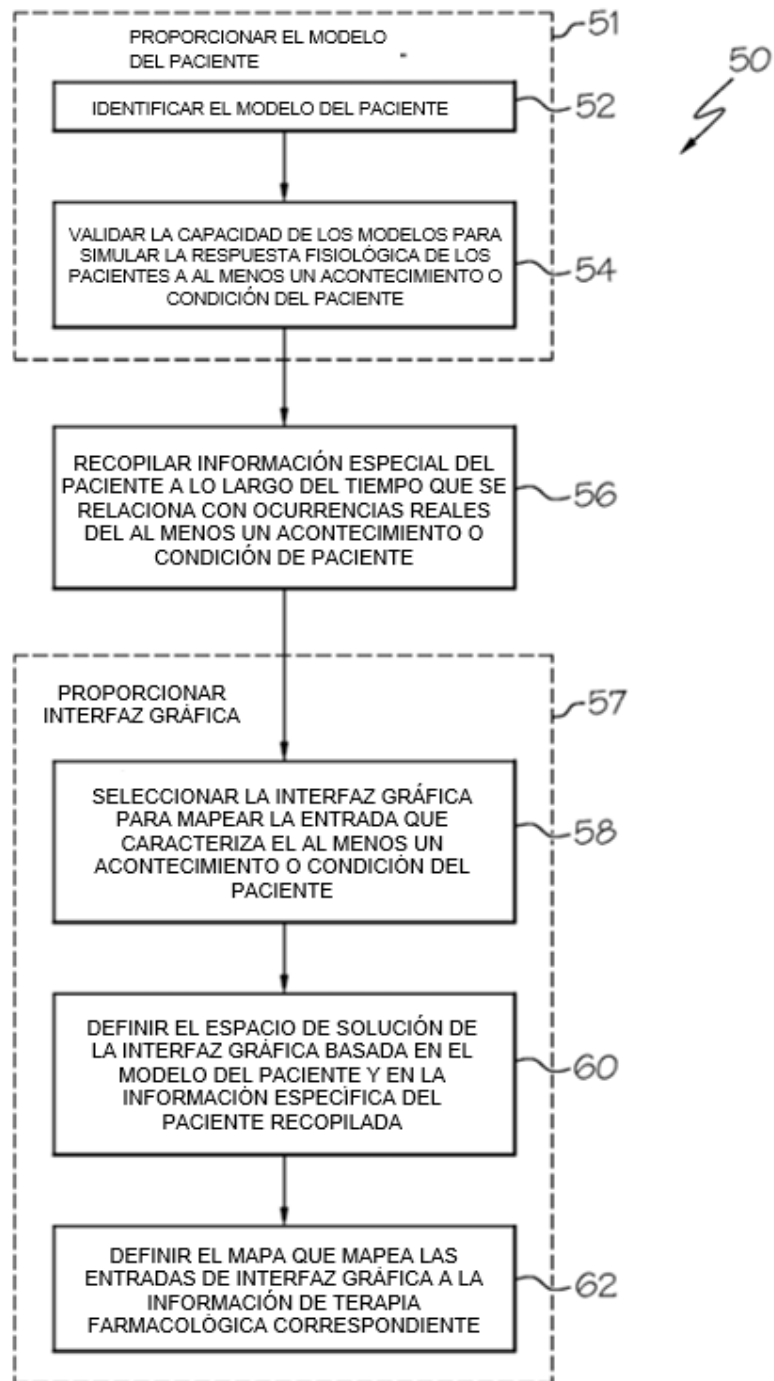 PROPORCIONAR EL MODELO
DEL PACIENTE
51
50
IDENTIFICAR EL MODELO DEL PACIENTE
52
VALIDAR LA CAPACIDAD DE LOS MODELOS PARA
SIMULAR LA RESPUESTA FISIOLÓGICA DE LOS
PACIENTES A AL MENOS UN ACONTECIMIENTO O
CONDICIÓN DEL PACIENTE
54
RECOPILAR INFORMACIÓN ESPECIAL DEL
PACIENTE A LO LARGO DEL TIEMPO QUE SE
RELACIONA CON OCURRENCIAS REALES
DEL AL MENOS UN ACONTECIMIENTO O
CONDICIÓN DE PACIENTE
56
PROPORCIONAR
INTERFAZ GRÁFICA
57
SELECCIONAR LA INTERFAZ GRÁFICA
PARA MAPEAR LA ENTRADA QUE
CARACTERIZA EL AL MENOS UN
ACONTECIMIENTO O CONDICIÓN DEL
PACIENTE
58
DEFINIR EL ESPACIO DE SOLUCIÓN DE
LA INTERFAZ GRÁFICA BASADA EN EL
MODELO DEL PACIENTE Y EN LA
INFORMACIÓN ESPECÍFICA DEL
PACIENTE RECOPILADA
60
DEFINIR EL MAPA QUE MAPEA LAS
ENTRADAS DE INTERFAZ GRÁFICA A LA
INFORMACIÓN DE TERAPIA
FARMACOLÓGICA CORRESPONDIENTE
62